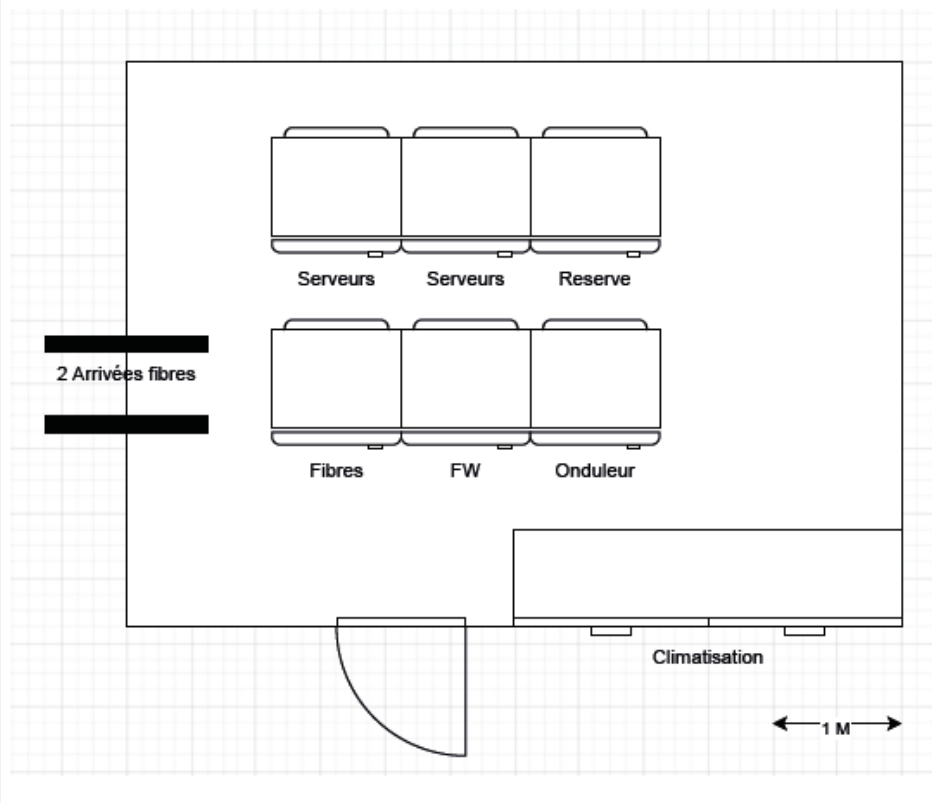 Serveurs
Serveurs
Reserve
2 Arrivées fibres
Fibres
FW
Onduleur
Climatisation
1 M